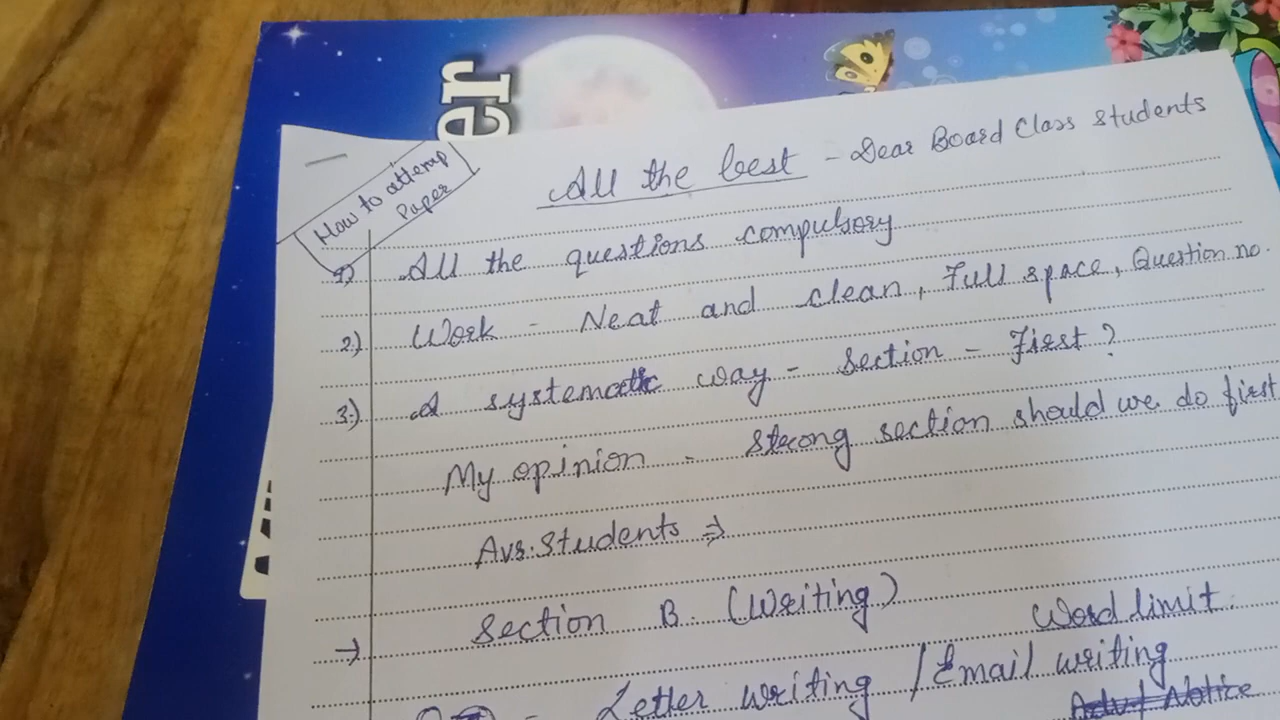 er
How to attemp
Paper
All the best - Dear Board Class students
1) All the questions compulsory
2) Work - Neat and clean, Full space, Question no.
3) A systematic way - Section - First?
My opinion - Strong section should we do first
Avg. Students ⇒
→ Section B. (Writing)
Word limit.
Letter writing / Email writing
Notice